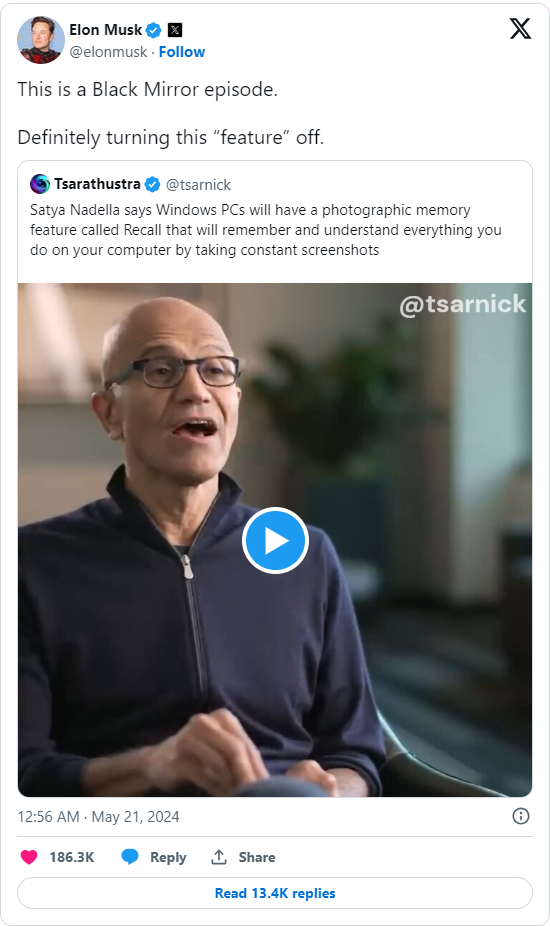 Elon Musk
@elonmusk · Follow
This is a Black Mirror episode.
Definitely turning this “feature” off.
Tsarathustra @tsarnick
Satya Nadella says Windows PCs will have a photographic memory
feature called Recall that will remember and understand everything you
do on your computer by taking constant screenshots
@tsarnick
12:56 AM · May 21, 2024
186.3K Reply Share
Read 13.4K replies